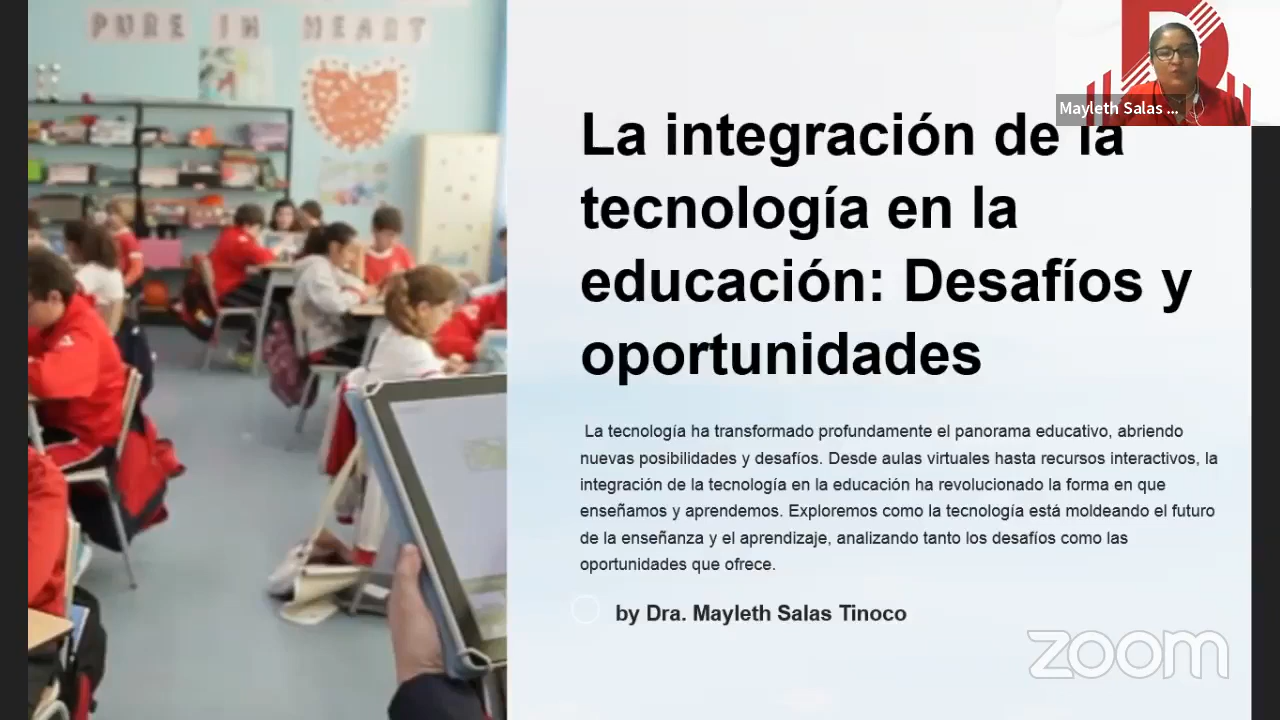 PURE IN HEART
Mayleth Salas ...
La integración de la
tecnología en la
educación: Desafíos y
oportunidades
La tecnología ha transformado profundamente el panorama educativo, abriendo
nuevas posibilidades y desafíos. Desde aulas virtuales hasta recursos interactivos, la
integración de la tecnología en la educación ha revolucionado la forma en que
enseñamos y aprendemos. Exploremos como la tecnología está moldeando el futuro
de la enseñanza y el aprendizaje, analizando tanto los desafíos como las
oportunidades que ofrece.
by Dra. Mayleth Salas Tinoco
zoom